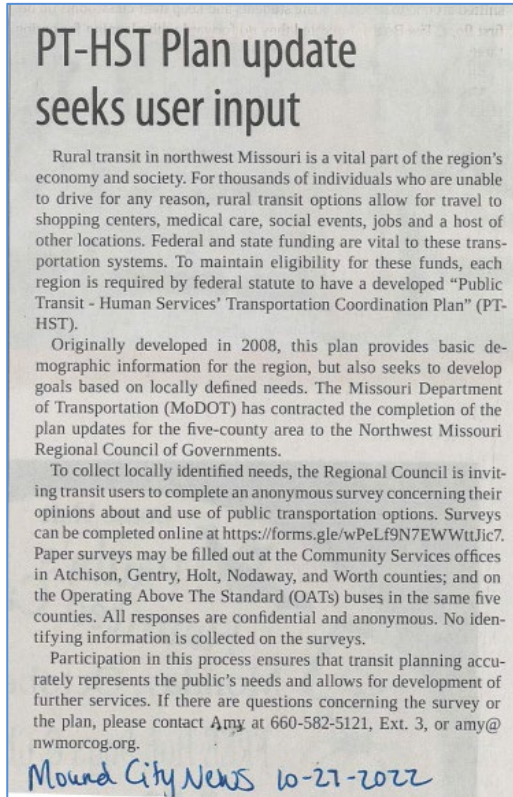 PT-HST Plan update
seeks user input
Rural transit in northwest Missouri is a vital part of the region's
economy and society. For thousands of individuals who are unable
to drive for any reason, rural transit options allow for travel to
shopping centers, medical care, social events, jobs and a host of
other locations. Federal and state funding are vital to these trans-
portation systems. To maintain eligibility for these funds, each
region is required by federal statute to have a developed "Public
Transit - Human Services' Transportation Coordination Plan" (PT-
HST).
Originally developed in 2008, this plan provides basic de-
mographic information for the region, but also seeks to develop
goals based on locally defined needs. The Missouri Department
of Transportation (MoDOT) has contracted the completion of the
plan updates for the five-county area to the Northwest Missouri
Regional Council of Governments.
To collect locally identified needs, the Regional Council is invit-
ing transit users to complete an anonymous survey concerning their
opinions about and use of public transportation options. Surveys
can be completed online at https://forms.gle/wPeLf9N7EWWttJic7.
Paper surveys may be filled out at the Community Services offices
in Atchison, Gentry, Holt, Nodaway, and Worth counties; and on
the Operating Above The Standard (OATs) buses in the same five
counties. All responses are confidential and anonymous. No iden-
tifying information is collected on the surveys.
Participation in this process ensures that transit planning accu-
rately represents the public's needs and allows for development of
further services. If there are questions concerning the survey or
the plan, please contact Amy at 660-582-5121, Ext. 3, or amy@
nwmorcog.org.
Mound City News 10-27-2022